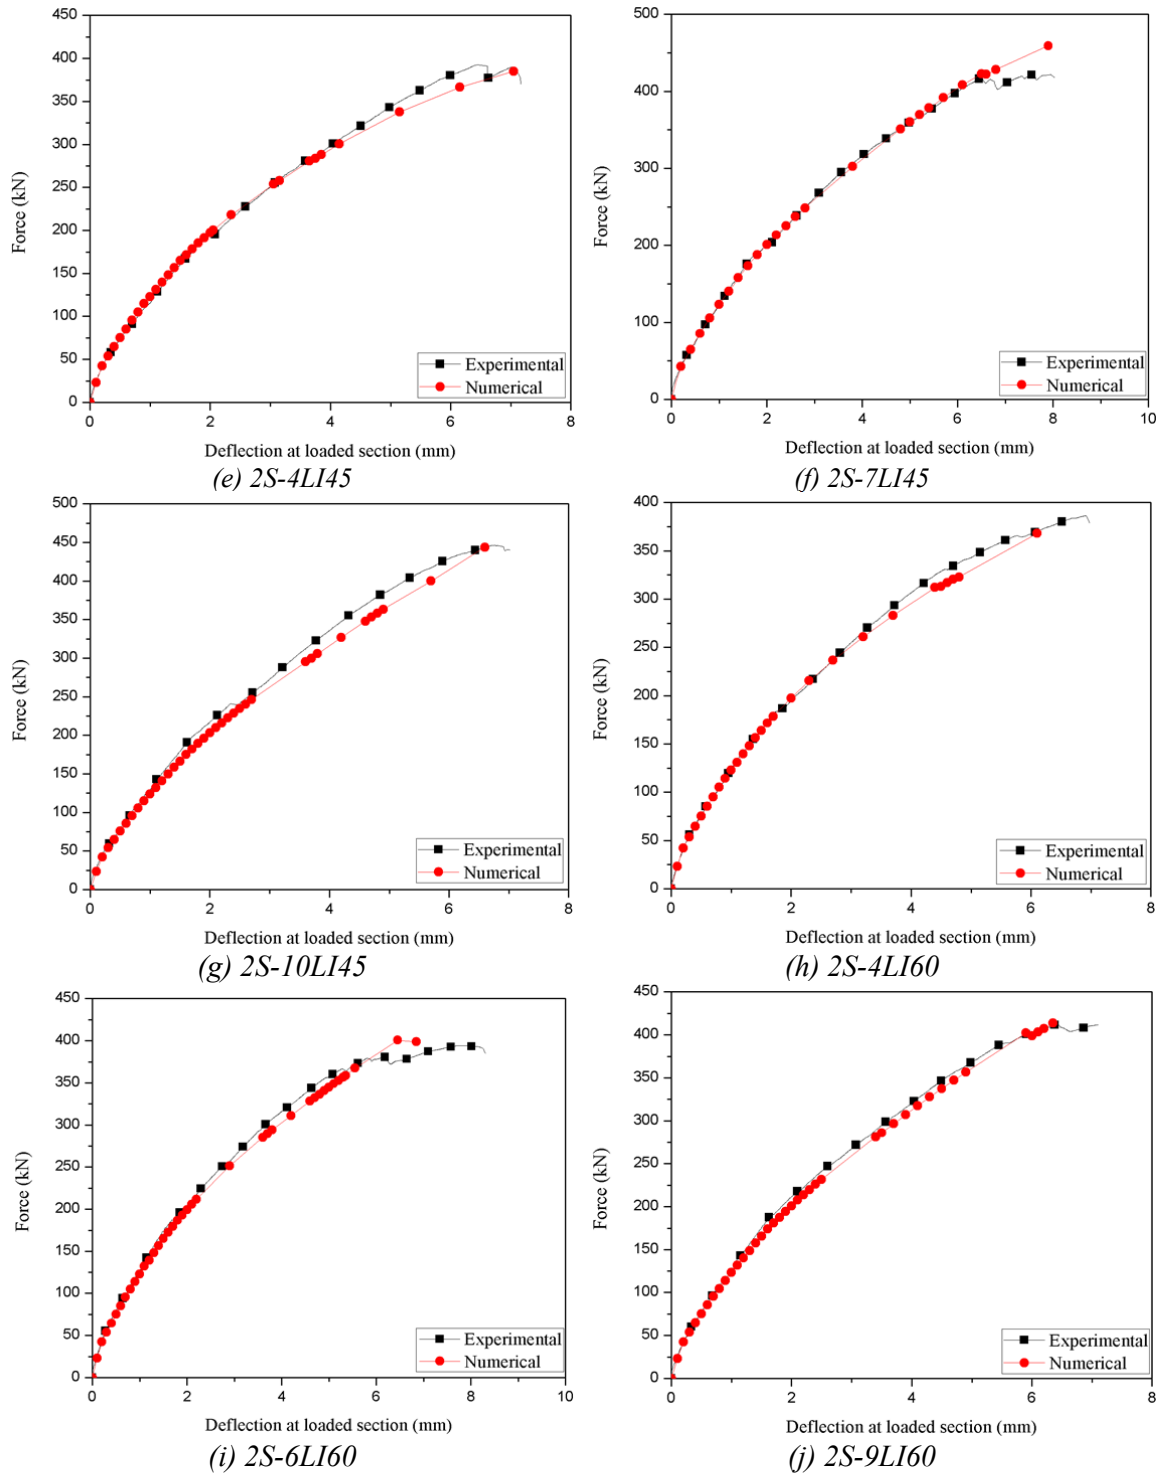 450
400
350
300
250
200
150
100
50
0
0 2 4 6 8
Force (kN)
Deflection at loaded section (mm)
Experimental
Numerical
(e) 2S-4LI45
500
400
300
200
100
0
0 2 4 6 8 10
Force (kN)
Deflection at loaded section (mm)
Experimental
Numerical
(f) 2S-7LI45
500
450
400
350
300
250
200
150
100
50
0
0 2 4 6 8
Force (kN)
Deflection at loaded section (mm)
Experimental
Numerical
(g) 2S-10LI45
400
350
300
250
200
150
100
50
0
0 2 4 6 8
Force (kN)
Deflection at loaded section (mm)
Experimental
Numerical
(h) 2S-4LI60
450
400
350
300
250
200
150
100
50
0
0 2 4 6 8 10
Force (kN)
Deflection at loaded section (mm)
Experimental
Numerical
(i) 2S-6LI60
450
400
350
300
250
200
150
100
50
0
0 2 4 6 8
Force (kN)
Deflection at loaded section (mm)
Experimental
Numerical
(j) 2S-9LI60